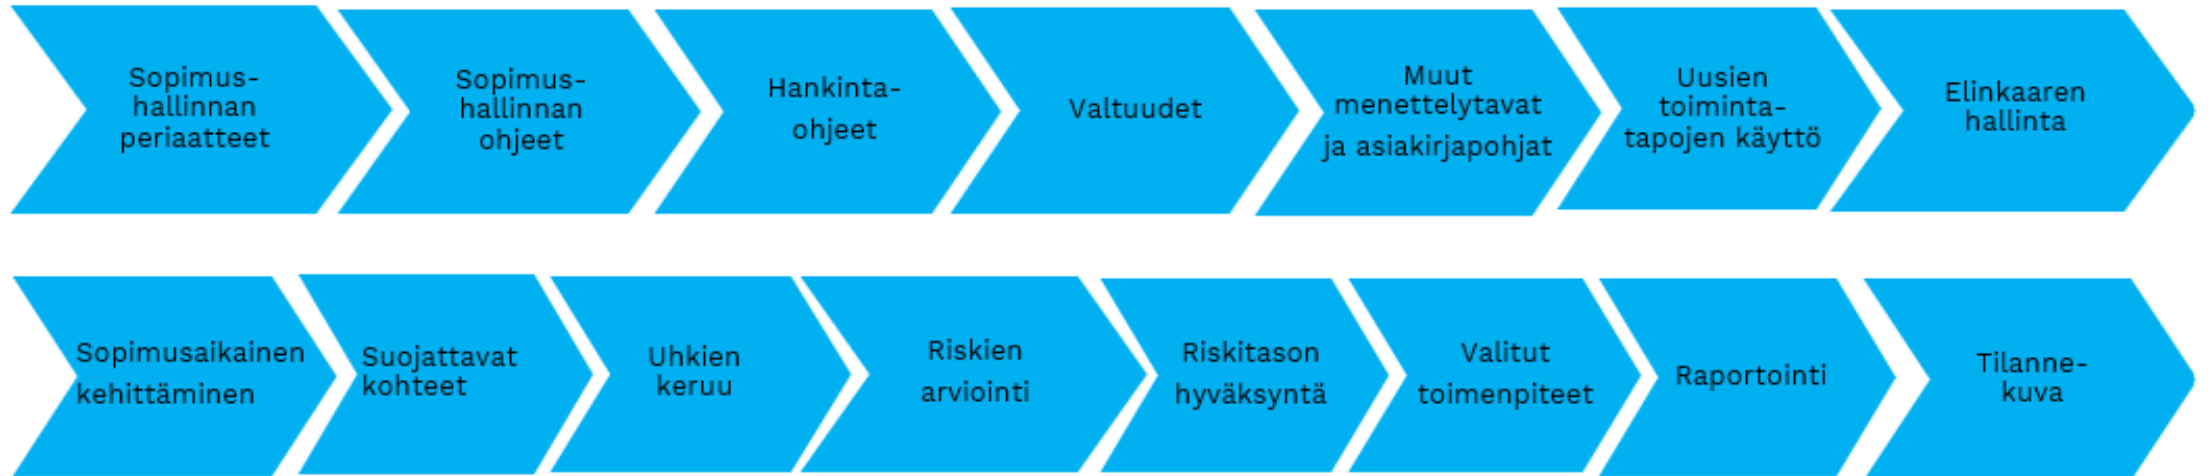 Sopimus-
hallinnan
periaatteet
Sopimus-
hallinnan
ohjeet
Hankinta-
ohjeet
Valtuudet
Muut
menettelytavat
ja asiakirjapohjat
Uusien
toiminta-
tapojen käyttö
Elinkaaren
hallinta
Sopimusaikainen
kehittäminen
Suojattavat
kohteet
Uhkien
keruu
Riskien
arviointi
Riskitason
hyväksyntä
Valitut
toimenpiteet
Raportointi
Tilanne-
kuva